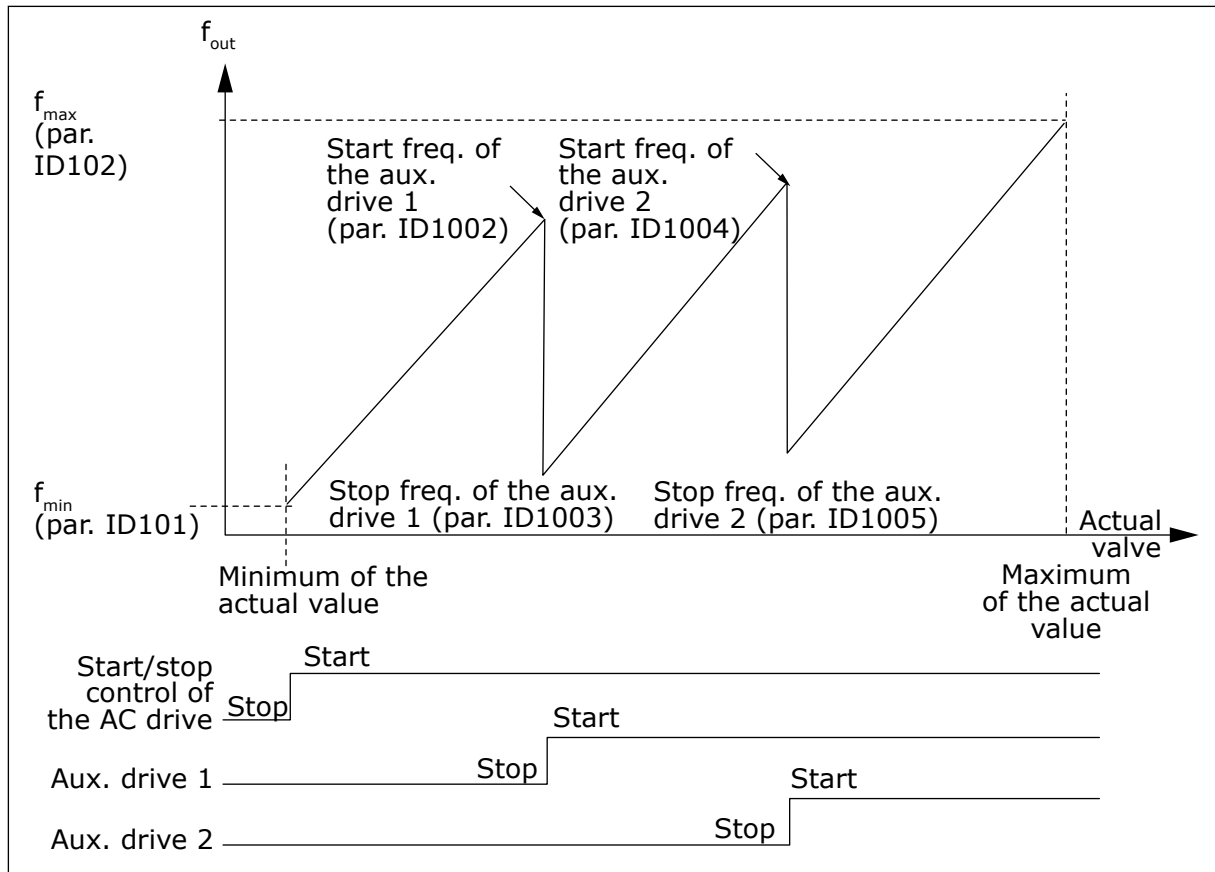 fout
fmax
(par.
ID102)
Start freq. of
the aux.
drive 1
(par. ID1002)
Start freq. of
the aux.
drive 2
(par. ID1004)
fmin
(par. ID101)
Stop freq. of the aux.
drive 1 (par. ID1003)
Stop freq. of the aux.
drive 2 (par. ID1005)
Actual
valve
Minimum of the
actual value
Maximum
of the actual
value
Start/stop
control of
the AC drive
Stop
Start
Aux. drive 1
Stop
Start
Aux. drive 2
Stop
Start